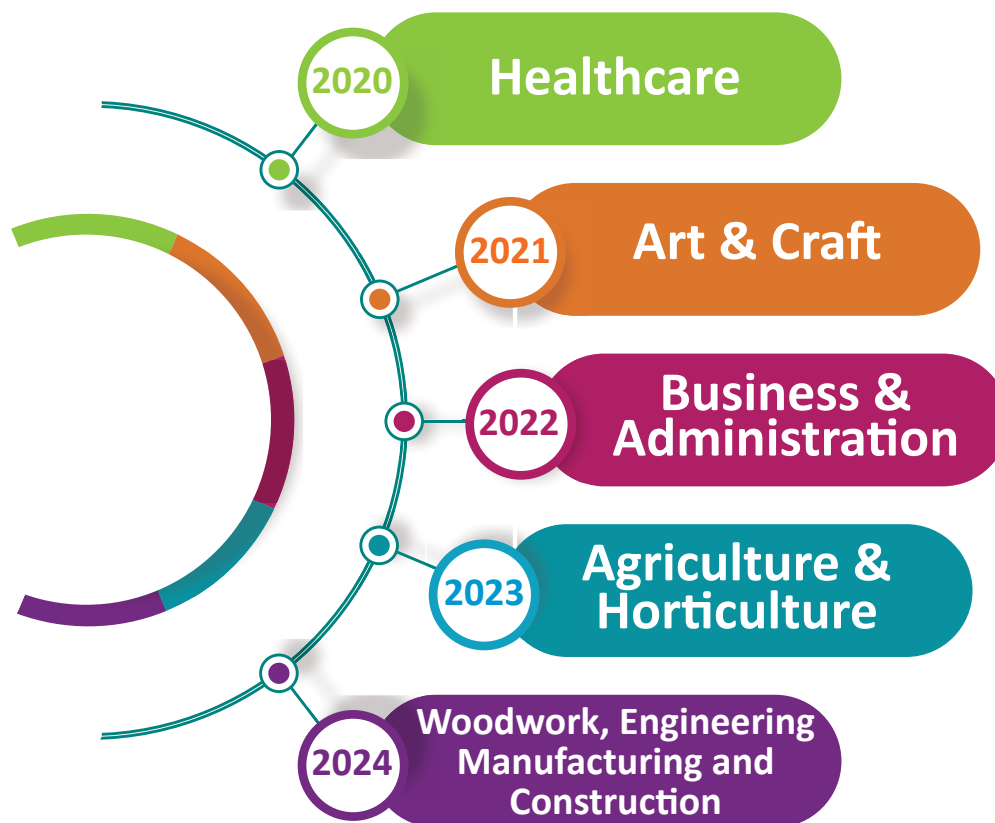 2020
Healthcare
2021
Art & Craft
2022
Business &
Administration
2023
Agriculture &
Horticulture
2024
Woodwork, Engineering
Manufacturing and
Construction